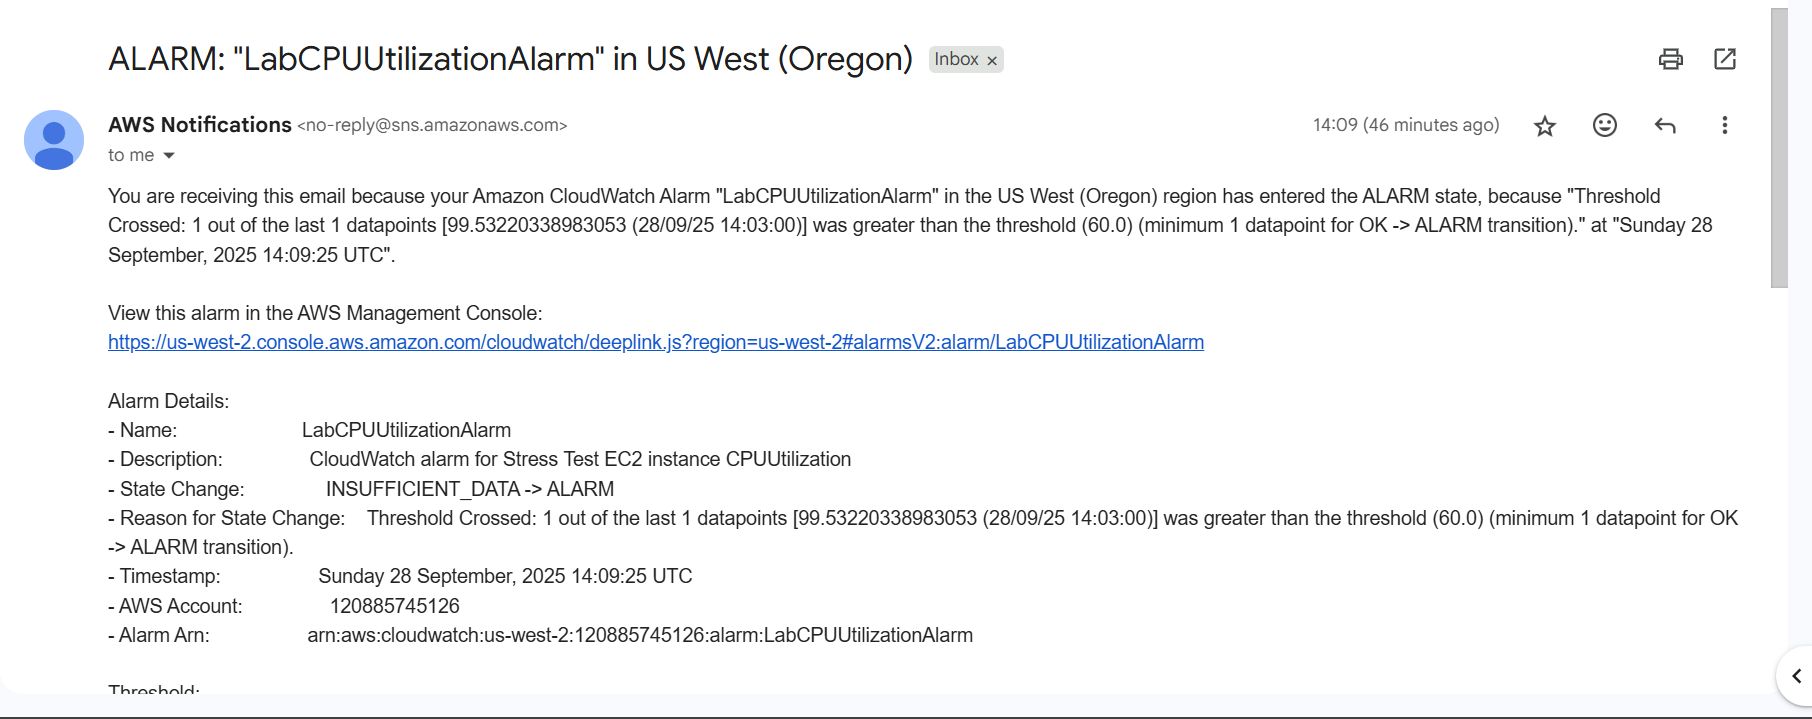 ALARM: "LabCPUUtilizationAlarm" in US West (Oregon) Inbox ×
AWS Notifications <no-reply@sns.amazonaws.com> 14:09 (46 minutes ago)
to me
You are receiving this email because your Amazon CloudWatch Alarm "LabCPUUtilizationAlarm" in the US West (Oregon) region has entered the ALARM state, because "Threshold
Crossed: 1 out of the last 1 datapoints [99.53220338983053 (28/09/25 14:03:00)] was greater than the threshold (60.0) (minimum 1 datapoint for OK -> ALARM transition)." at "Sunday 28
September, 2025 14:09:25 UTC".
View this alarm in the AWS Management Console:
https://us-west-2.console.aws.amazon.com/cloudwatch/deeplink.js?region=us-west-2#alarmsV2:alarm/LabCPUUtilizationAlarm
Alarm Details:
- Name: LabCPUUtilizationAlarm
- Description: CloudWatch alarm for Stress Test EC2 instance CPUUtilization
- State Change: INSUFFICIENT_DATA -> ALARM
- Reason for State Change: Threshold Crossed: 1 out of the last 1 datapoints [99.53220338983053 (28/09/25 14:03:00)] was greater than the threshold (60.0) (minimum 1 datapoint for OK
-> ALARM transition).
- Timestamp: Sunday 28 September, 2025 14:09:25 UTC
- AWS Account: 120885745126
- Alarm Arn: arn:aws:cloudwatch:us-west-2:120885745126:alarm:LabCPUUtilizationAlarm
Threshold: